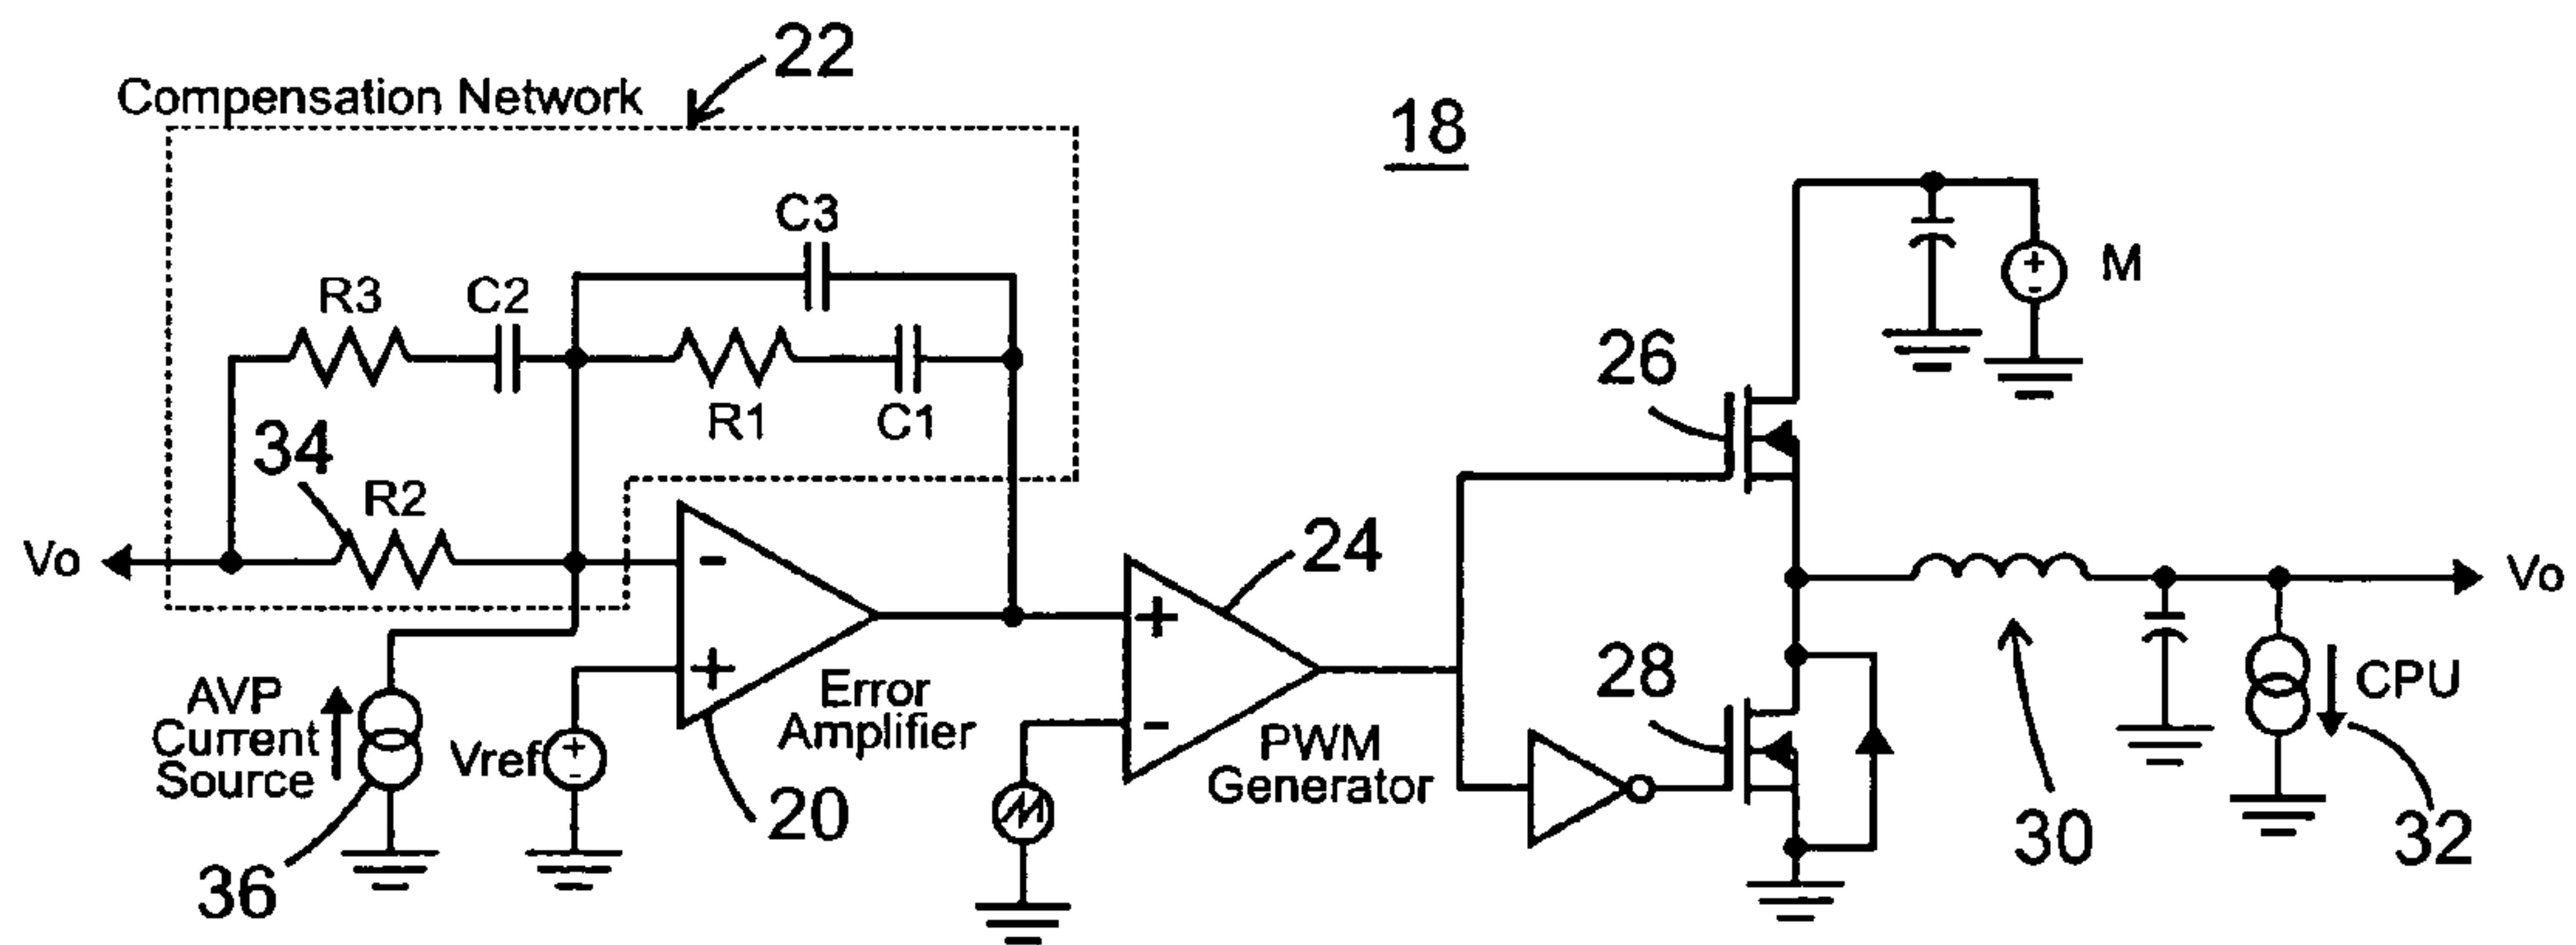 22
Compensation Network
18
C3
R3
C2
M
R1
C1
26
34
R2
Vo
-
+
24
+
-
Vo
AVP
Current
Source
Vref
+
-
Error
Amplifier
PWM
Generator
28
CPU
20
30
32
36
+
-